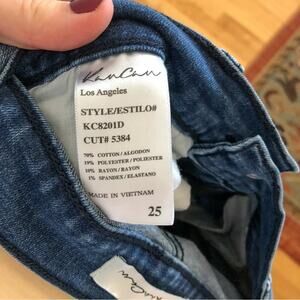 KanCan
Los Angeles
STYLE/ESTILO#
KC8201D
CUT# 5384
70% COTTON / ALGODON
19% POLYESTER / POLIESTER
10% RAYON / RAYON
1% SPANDEX / ELASTANO
MADE IN VIETNAM
25
KanCan